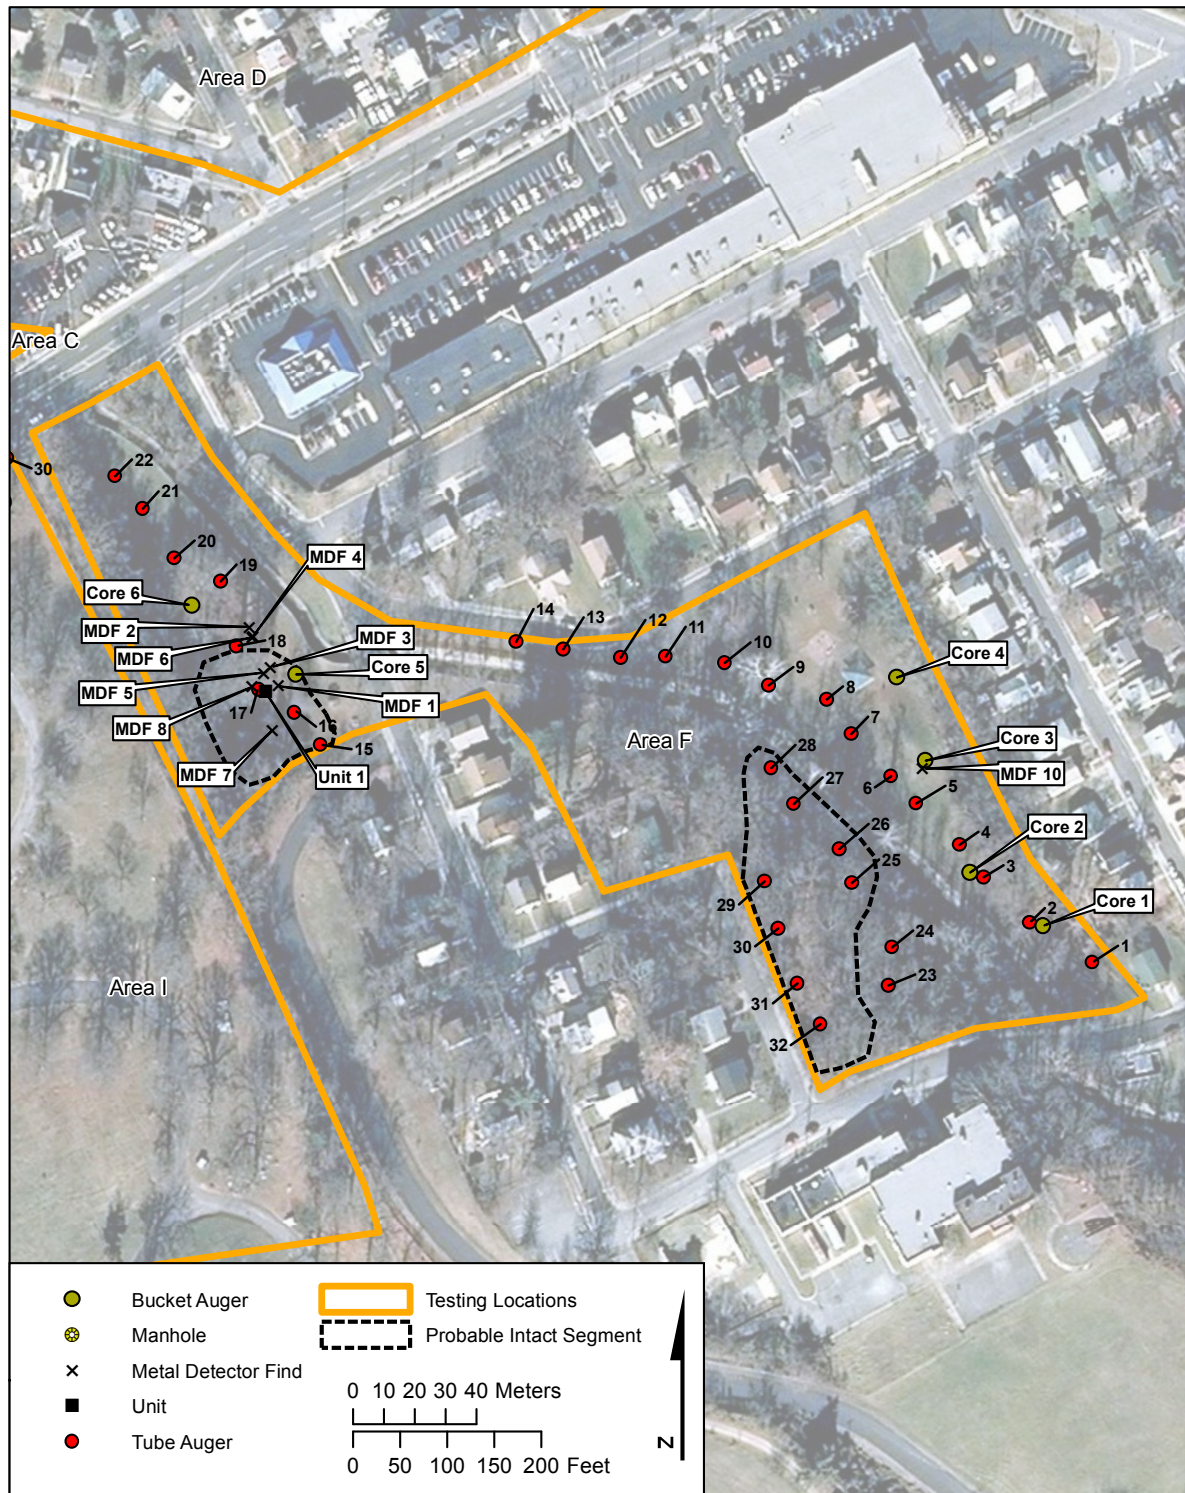 Area D
Area C
30
22
21
20
19
MDF 4
Core 6
MDF 2
MDF 3
18
MDF 6
Core 5
MDF 5
MDF 1
17
16
MDF 8
15
MDF 7
Unit 1
14
13
12
11
10
9
8
7
Core 4
Area F
Core 3
MDF 10
28
27
6
5
26
4
Core 2
25
3
29
2
Core 1
30
24
1
23
31
32
Area I
Bucket Auger
Manhole
Metal Detector Find
Unit
Tube Auger
Testing Locations
Probable Intact Segment
0 10 20 30 40 Meters
0 50 100 150 200 Feet
N